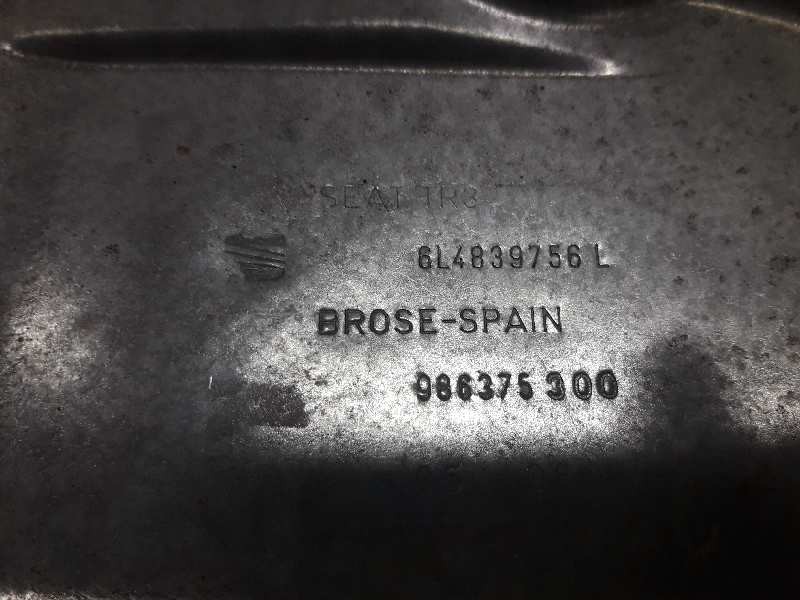 SEAT TR3
6L4839756 L
BROSE-SPAIN
986375 300